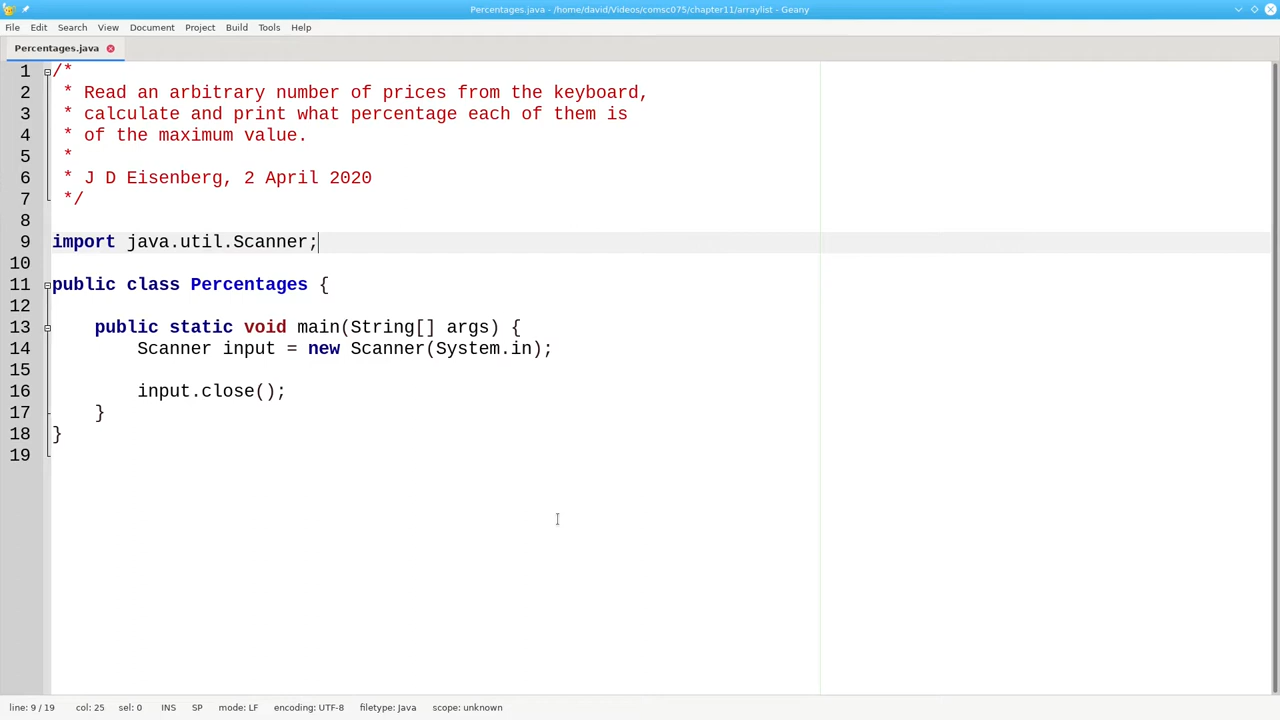 Percentages.java - /home/david/Videos/comsc075/chapter11/arraylist - Geany
File Edit Search View Document Project Build Tools Help
Percentages.java
1 /*
2  * Read an arbitrary number of prices from the keyboard,
3  * calculate and print what percentage each of them is
4  * of the maximum value.
5  *
6  * J D Eisenberg, 2 April 2020
7  */
8
9 import java.util.Scanner;
10
11 public class Percentages {
12
13     public static void main(String[] args) {
14         Scanner input = new Scanner(System.in);
15
16         input.close();
17     }
18 }
19
line: 9 / 19 col: 25 sel: 0 INS SP mode: LF encoding: UTF-8 filetype: Java scope: unknown